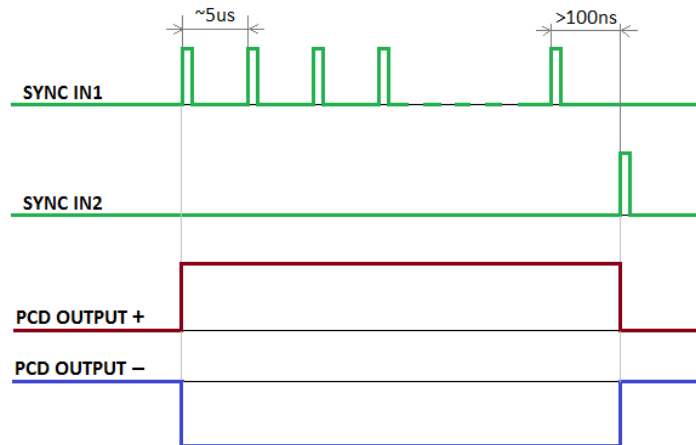 ~5us
>100ns
SYNC IN1
SYNC IN2
PCD OUTPUT +
PCD OUTPUT −